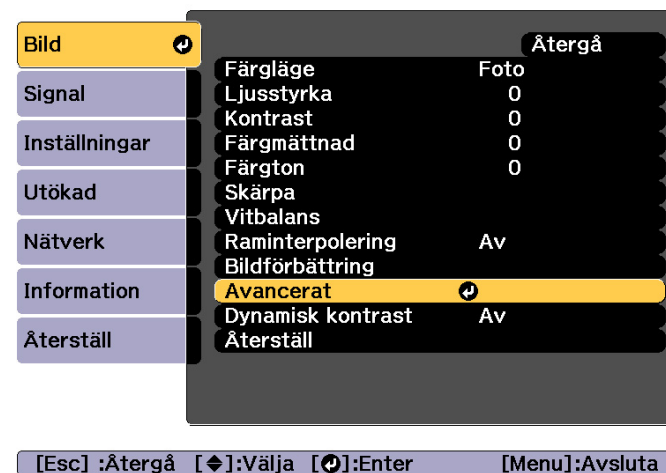 Bild
Signal
Inställningar
Utökad
Nätverk
Information
Återställ
Återgå
Färgläge Foto
Ljusstyrka 0
Kontrast 0
Färgmättnad 0
Färgton 0
Skärpa
Vitbalans
Raminterpolering Av
Bildförbättring
Avancerat
Dynamisk kontrast Av
Återställ
[Esc] :Återgå [◆]:Välja [↵]:Enter [Menu]:Avsluta